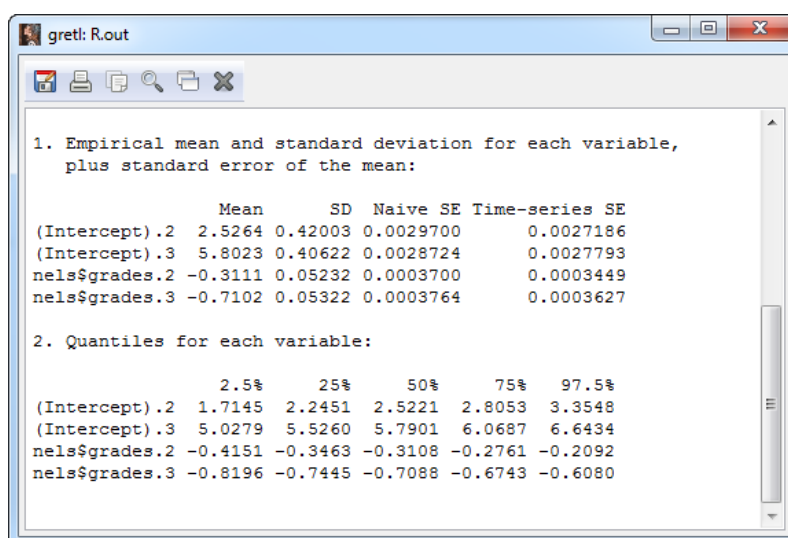 gretl: R.out
1. Empirical mean and standard deviation for each variable,
plus standard error of the mean:
Mean SD Naive SE Time-series SE
(Intercept).2 2.5264 0.42003 0.0029700 0.0027186
(Intercept).3 5.8023 0.40622 0.0028724 0.0027793
nels$grades.2 -0.3111 0.05232 0.0003700 0.0003449
nels$grades.3 -0.7102 0.05322 0.0003764 0.0003627
2. Quantiles for each variable:
2.5% 25% 50% 75% 97.5%
(Intercept).2 1.7145 2.2451 2.5221 2.8053 3.3548
(Intercept).3 5.0279 5.5260 5.7901 6.0687 6.6434
nels$grades.2 -0.4151 -0.3463 -0.3108 -0.2761 -0.2092
nels$grades.3 -0.8196 -0.7445 -0.7088 -0.6743 -0.6080